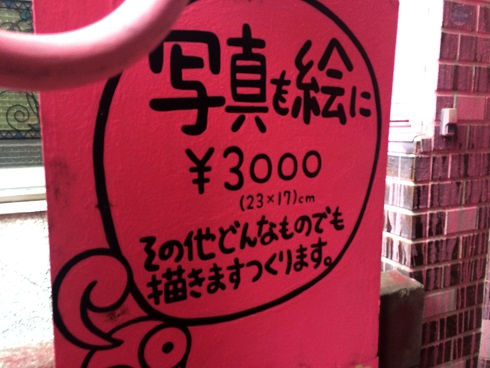 写真も絵に
¥3000
(23×17)cm
その他どんなものでも
描きますつくります。